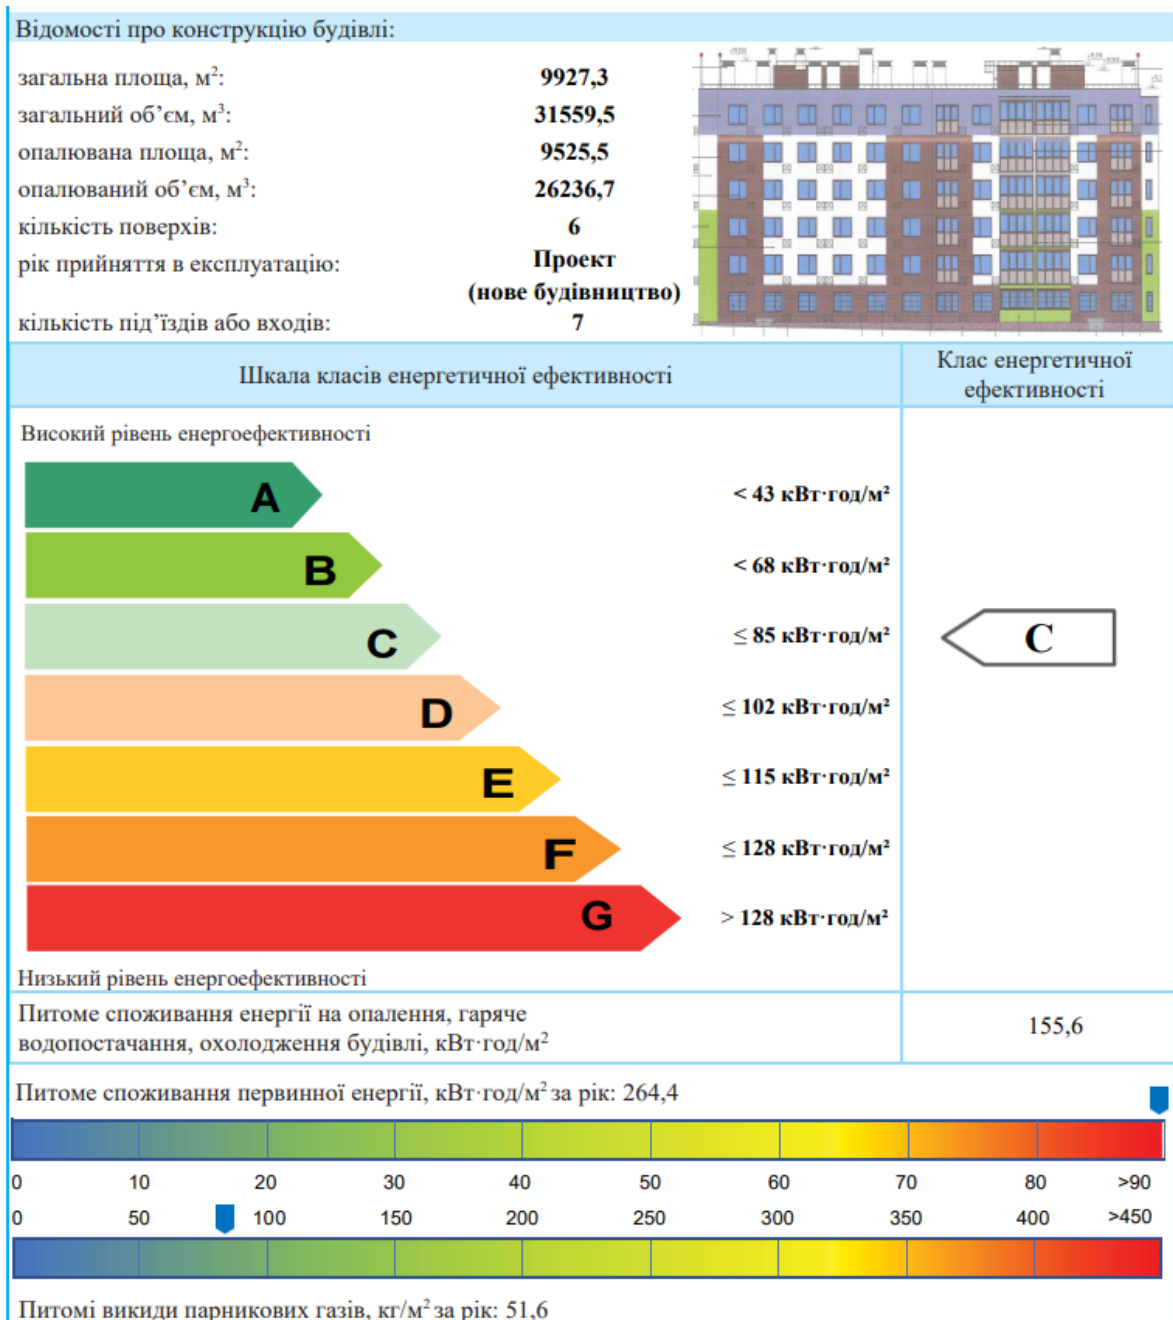 Відомості про конструкцію будівлі:
загальна площа, м²: 9927,3
загальний об’єм, м³: 31559,5
опалювана площа, м²: 9525,5
опалюваний об’єм, м³: 26236,7
кількість поверхів: 6
рік прийняття в експлуатацію: Проект
(нове будівництво)
кількість під’їздів або входів: 7
Шкала класів енергетичної ефективності
Клас енергетичної
ефективності
Високий рівень енергоефективності
A < 43 кВт·год/м²
B < 68 кВт·год/м²
C ≤ 85 кВт·год/м²
C
D ≤ 102 кВт·год/м²
E ≤ 115 кВт·год/м²
F ≤ 128 кВт·год/м²
G > 128 кВт·год/м²
Низький рівень енергоефективності
Питоме споживання енергії на опалення, гаряче
водопостачання, охолодження будівлі, кВт·год/м²
155,6
Питоме споживання первинної енергії, кВт·год/м² за рік: 264,4
0 10 20 30 40 50 60 70 80 >90
0 50 100 150 200 250 300 350 400 >450
Питомі викиди парникових газів, кг/м² за рік: 51,6